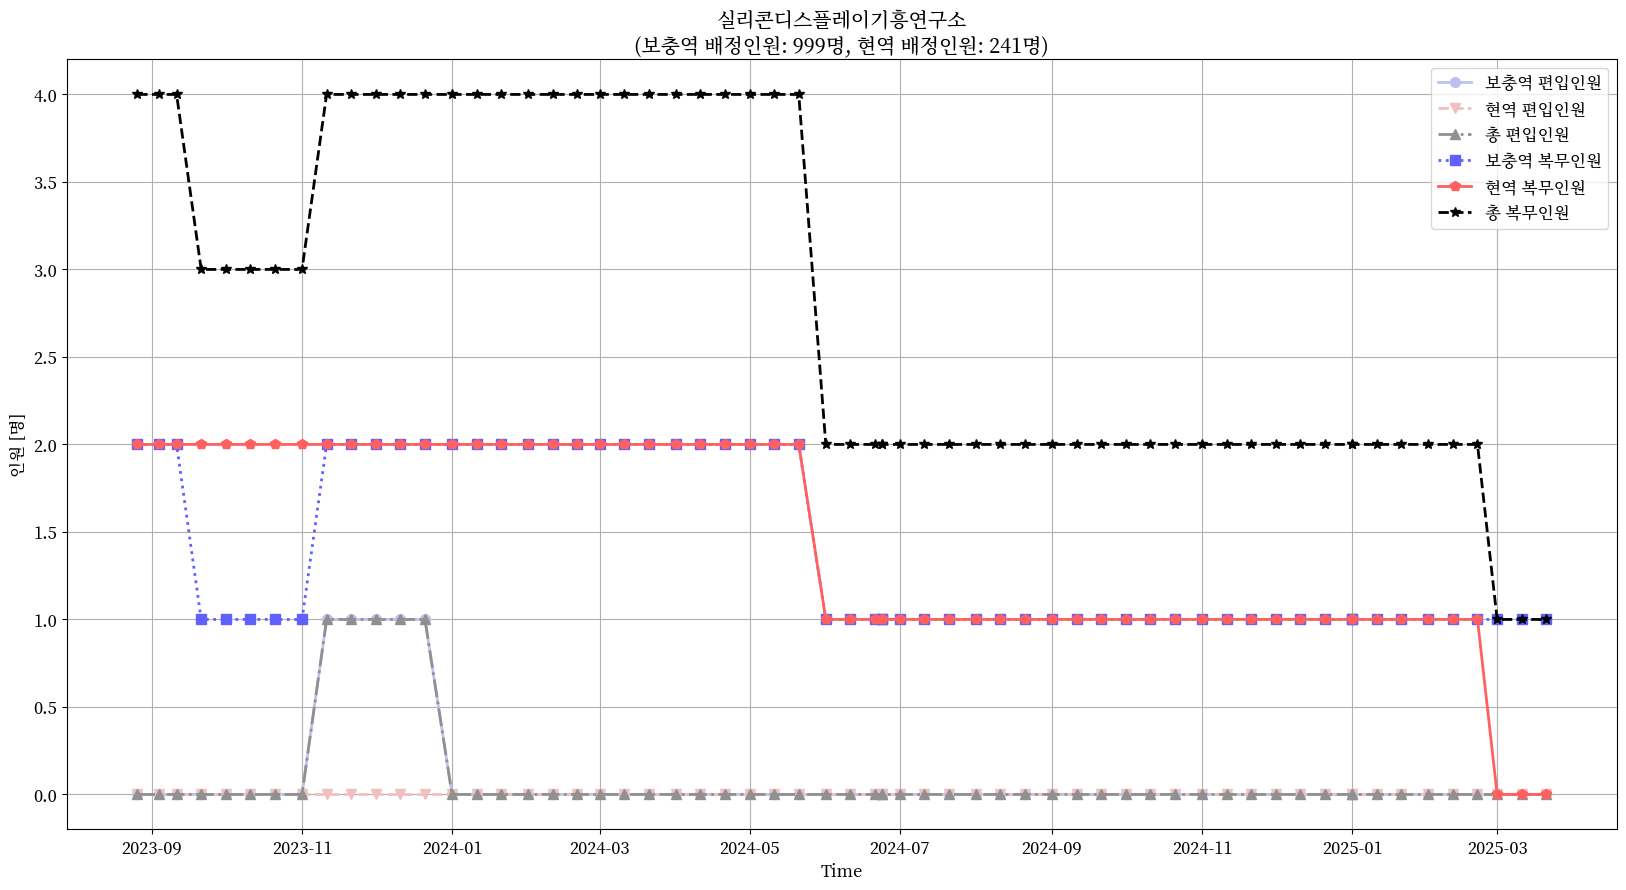 실리콘디스플레이기흥연구소
(보충역 배정인원: 999명, 현역 배정인원: 241명)
보충역 편입인원
현역 편입인원
총 편입인원
보충역 복무인원
현역 복무인원
총 복무인원
인원 [명]
4.0
3.5
3.0
2.5
2.0
1.5
1.0
0.5
0.0
2023-09 2023-11 2024-01 2024-03 2024-05 2024-07 2024-09 2024-11 2025-01 2025-03
Time